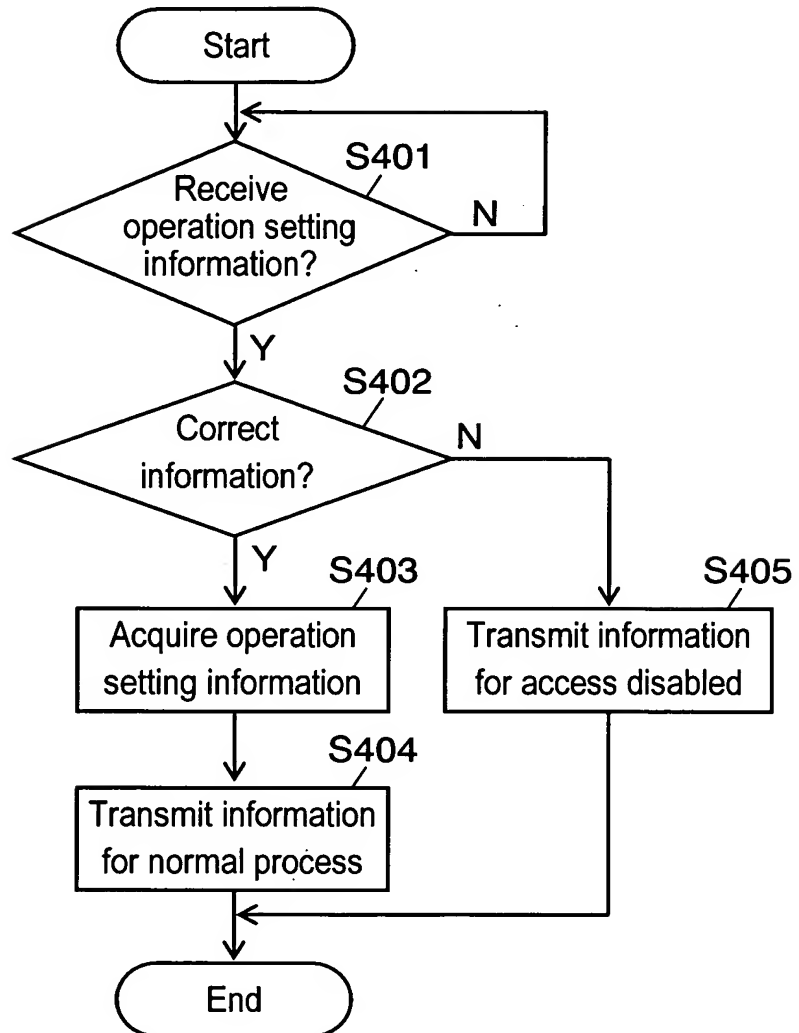 Start
S401
Receive
operation setting
information?
N
Y
S402
Correct
information?
N
Y
S403
Acquire operation
setting information
S405
Transmit information
for access disabled
S404
Transmit information
for normal process
End